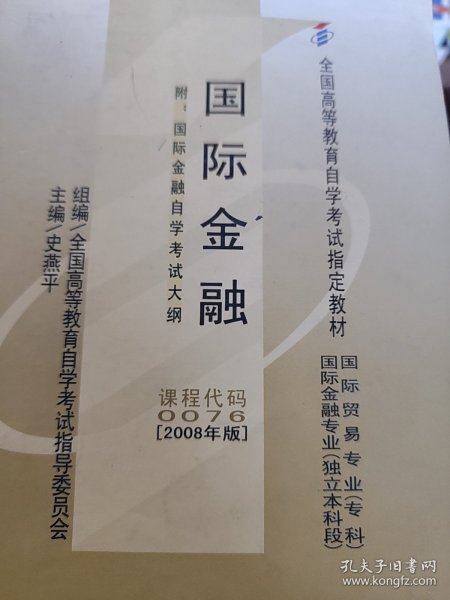 全国高等教育自学考试指定教材
国际贸易专业(专科)
国际金融专业(独立本科段)
国际金融
附:国际金融自学考试大纲
课程代码
0076
[2008年版]
组编/全国高等教育自学考试指导委员会
主编/史燕平
孔夫子旧书网
www.kongfz.com